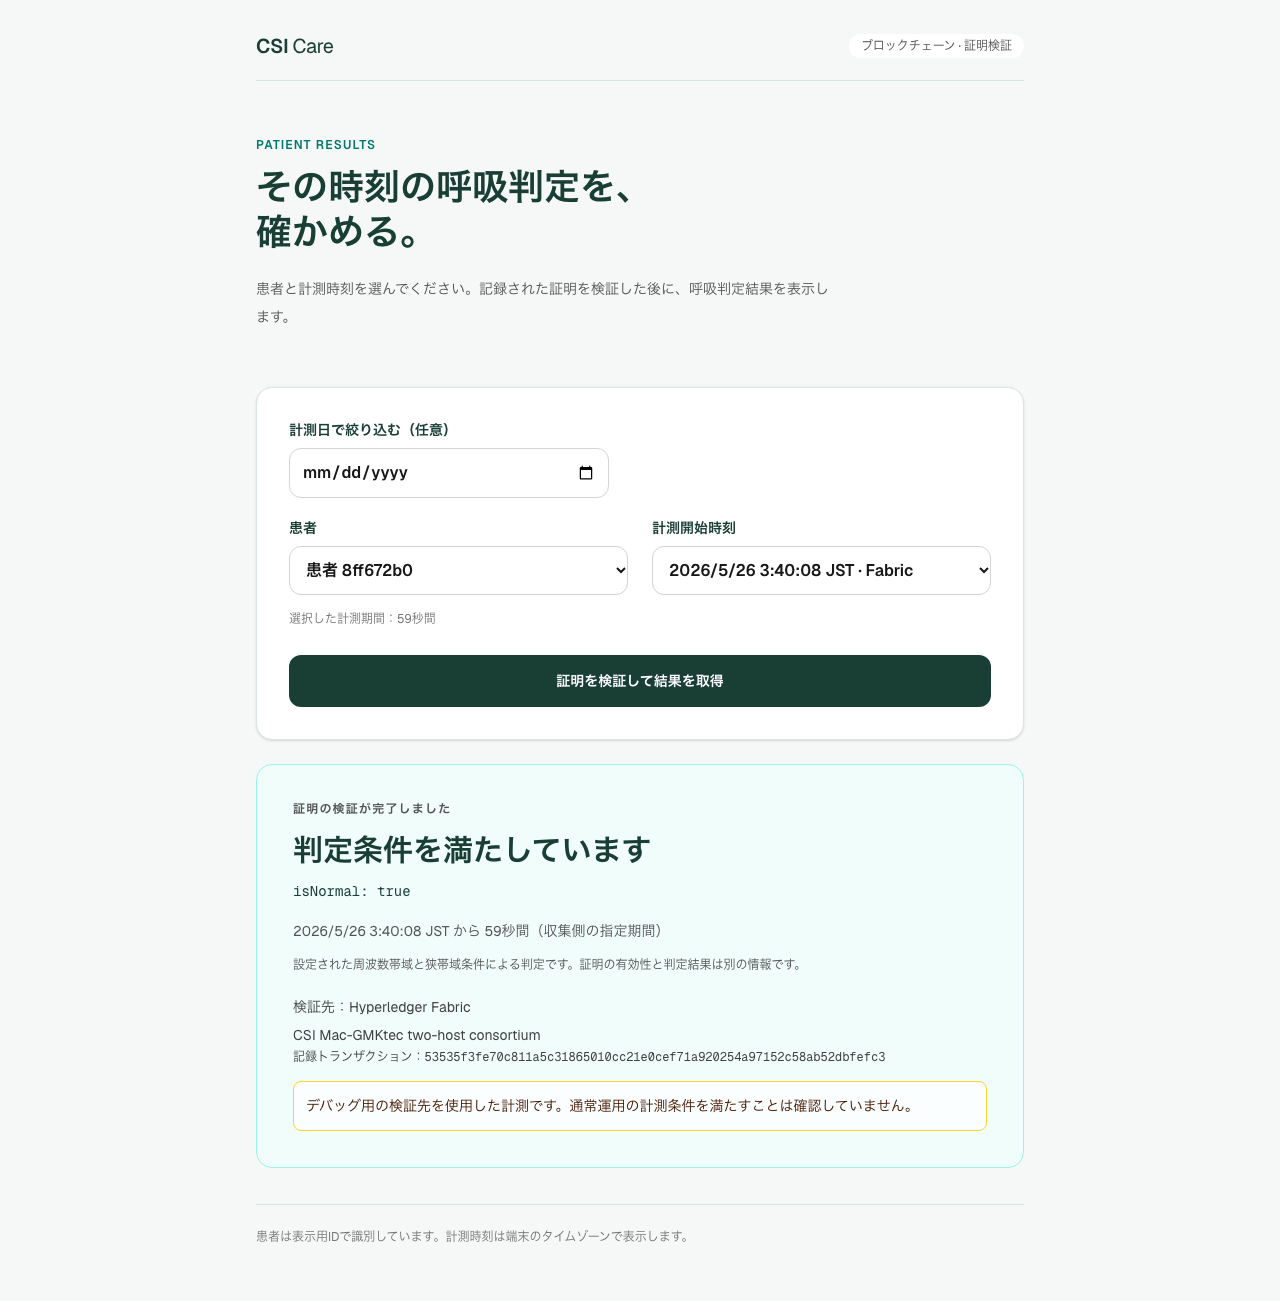 CSI Care
ブロックチェーン · 証明検証
PATIENT RESULTS
その時刻の呼吸判定を、
確かめる。
患者と計測時刻を選んでください。記録された証明を検証した後に、呼吸判定結果を表示し
ます。
計測日で絞り込む（任意）
mm/dd/yyyy
患者
計測開始時刻
患者 8ff672b0
2026/5/26 3:40:08 JST · Fabric
選択した計測期間：59秒間
証明を検証して結果を取得
証明の検証が完了しました
判定条件を満たしています
isNormal: true
2026/5/26 3:40:08 JST から 59秒間（収集側の指定期間）
設定された周波数帯域と狭帯域条件による判定です。証明の有効性と判定結果は別の情報です。
検証先：Hyperledger Fabric
CSI Mac-GMKtec two-host consortium
記録トランザクション：53535f3fe70c811a5c31865010cc21e0cef71a920254a97152c58ab52dbfefc3
デバッグ用の検証先を使用した計測です。通常運用の計測条件を満たすことは確認していません。
患者は表示用IDで識別しています。計測時刻は端末のタイムゾーンで表示します。